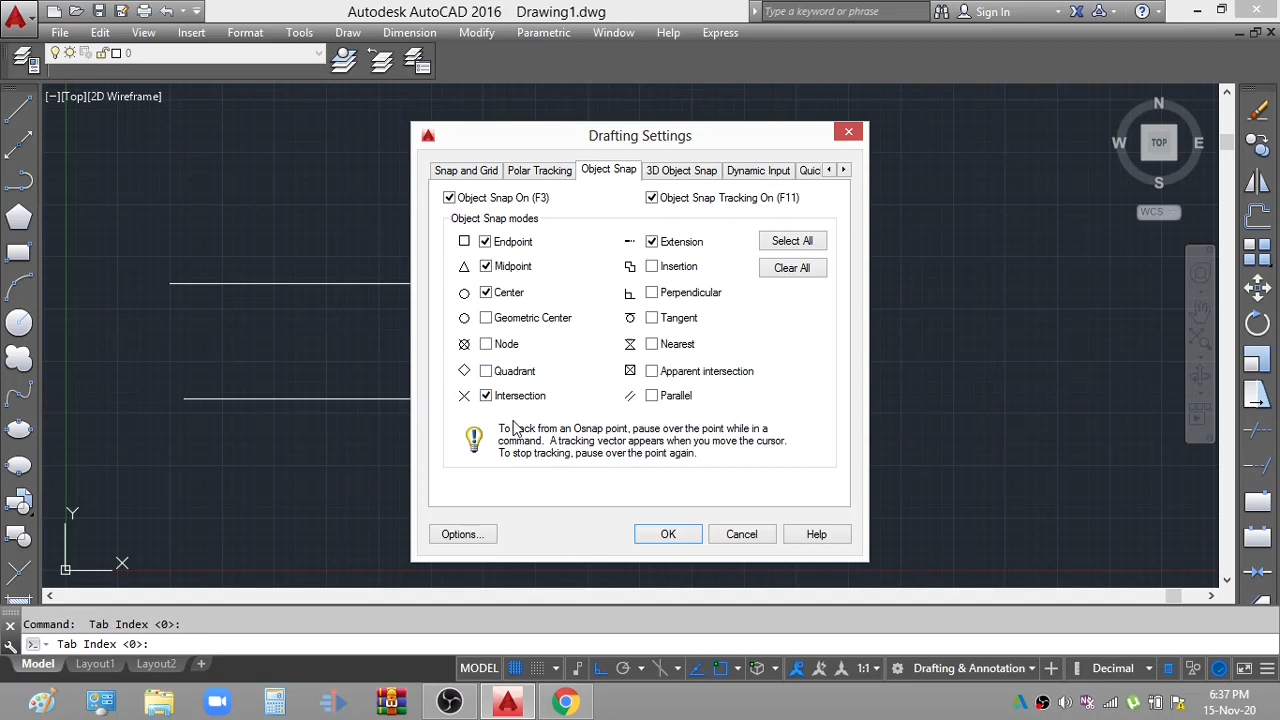 Autodesk AutoCAD 2016 Drawing1.dwg
Type a keyword or phrase
Sign In
File Edit View Insert Format Tools Draw Dimension Modify Parametric Window Help Express
0
[−][Top][2D Wireframe]
N
W TOP E
S
WCS
Drafting Settings
Snap and Grid Polar Tracking Object Snap 3D Object Snap Dynamic Input Quic
Object Snap On (F3) Object Snap Tracking On (F11)
Object Snap modes
Endpoint Extension Select All
Midpoint Insertion Clear All
Center Perpendicular
Geometric Center Tangent
Node Nearest
Quadrant Apparent intersection
Intersection Parallel
To track from an Osnap point, pause over the point while in a
command. A tracking vector appears when you move the cursor.
To stop tracking, pause over the point again.
Options... OK Cancel Help
Y
X
Command: Tab Index <0>:
Tab Index <0>:
Model Layout1 Layout2 + MODEL 1:1 Drafting & Annotation Decimal
6:37 PM
15-Nov-20